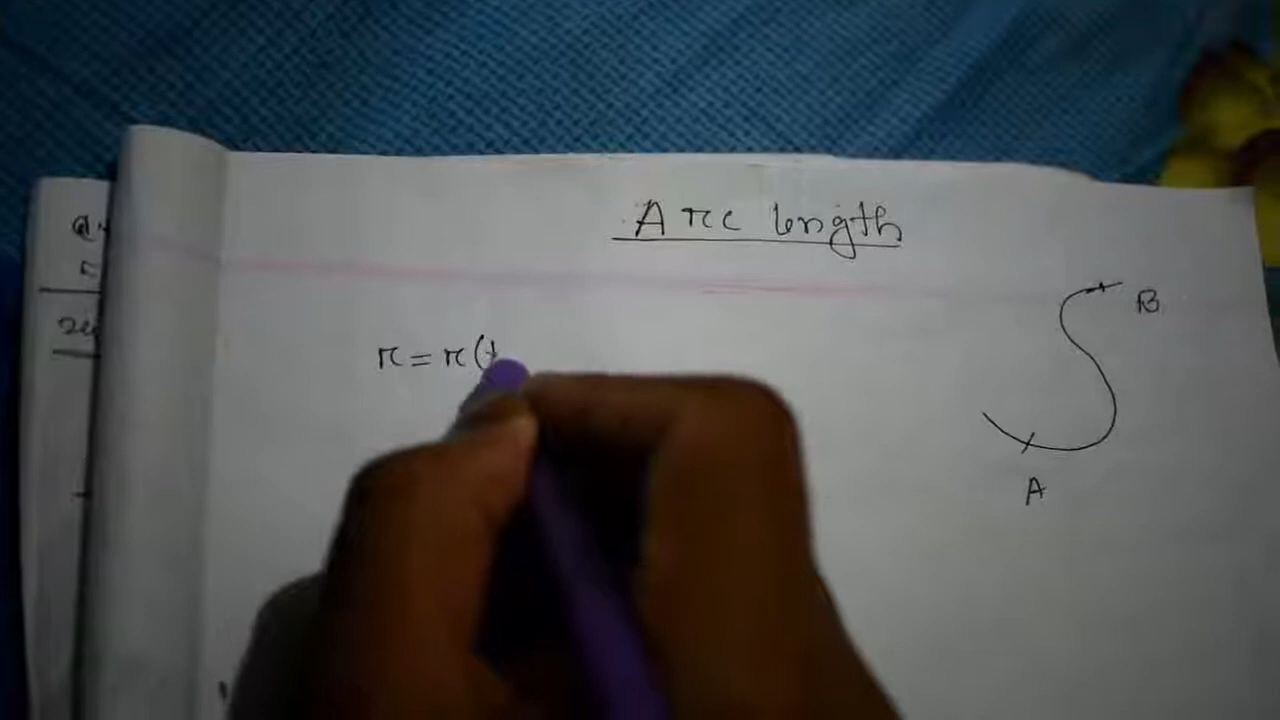 Arc length
B
r = r(t
A